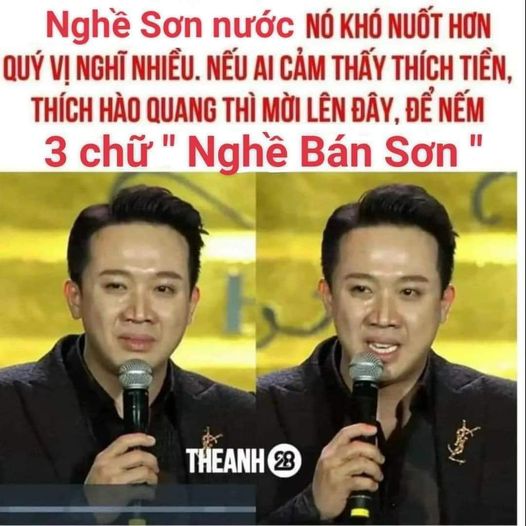 Nghề Sơn nước NÓ KHÓ NUỐT HƠN
QUÝ VỊ NGHĨ NHIỀU. NẾU AI CẢM THẤY THÍCH TIỀN,
THÍCH HÀO QUANG THÌ MỜI LÊN ĐÂY, ĐỂ NẾM
3 chữ " Nghề Bán Sơn "
THEANH 28